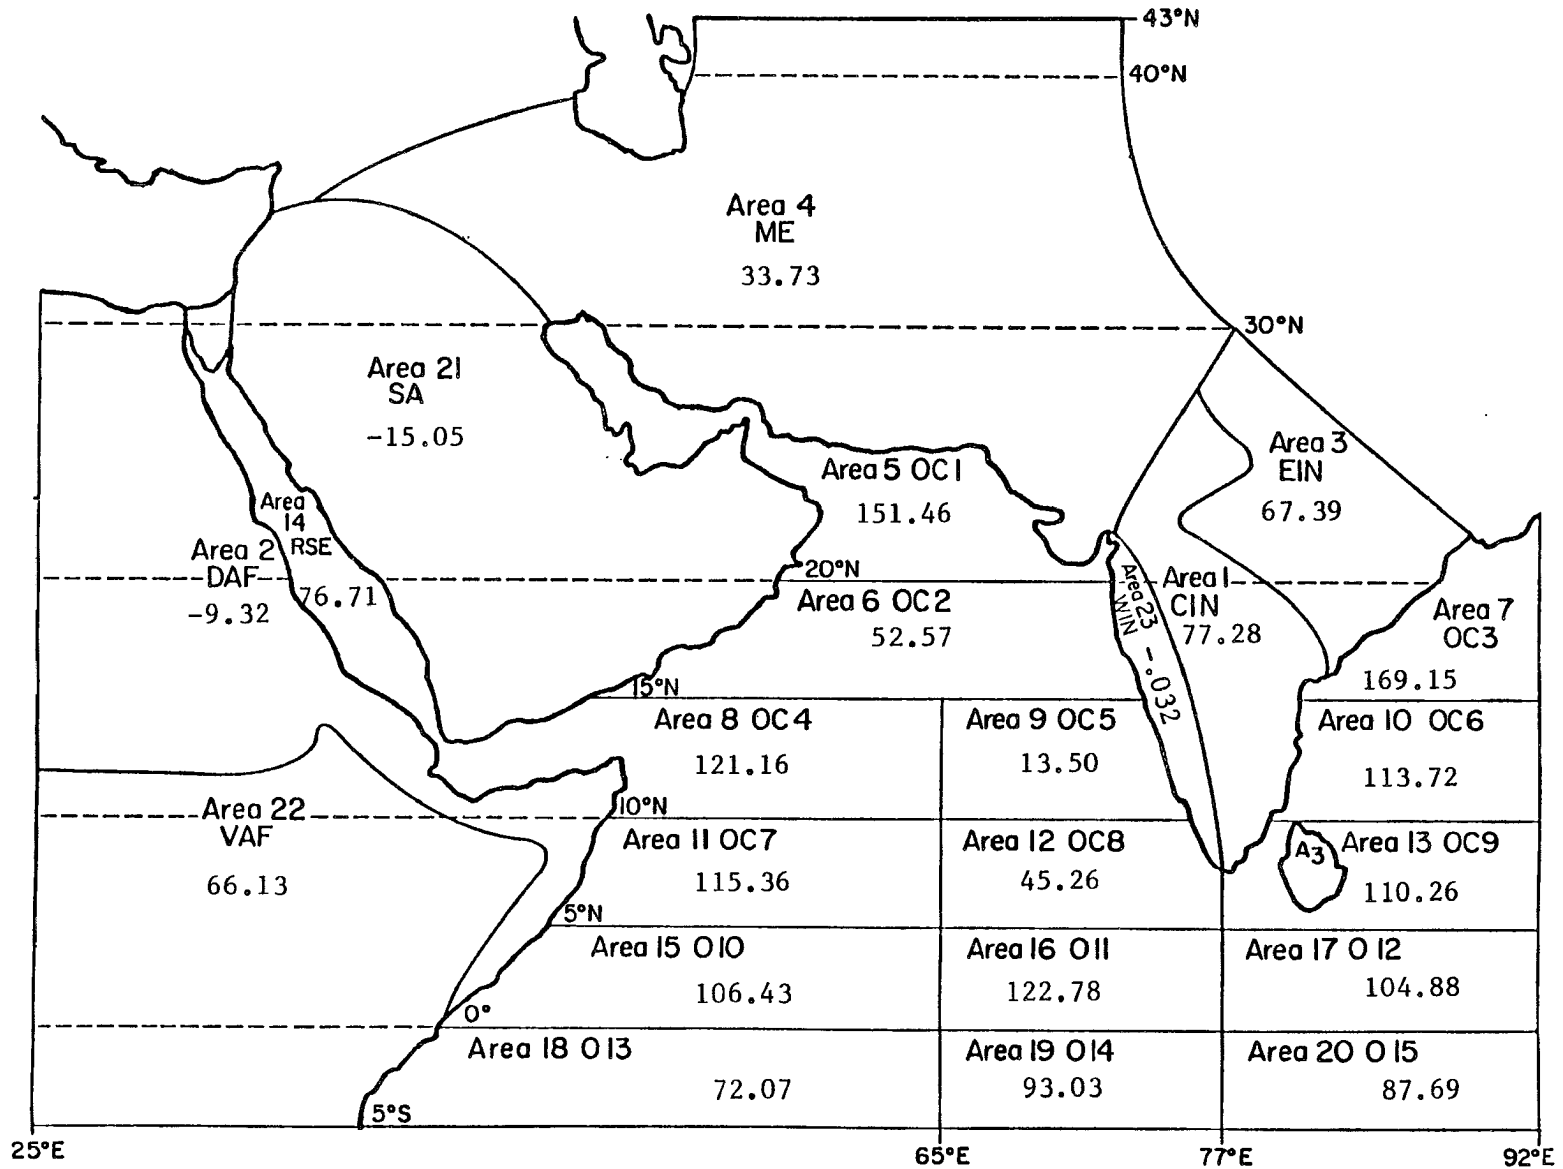 43°N
40°N
Area 4
ME
33.73
30°N
Area 21
SA
-15.05
Area 3
EIN
67.39
Area 5 OC1
151.46
Area
14
RSE
76.71
Area 2
DAF
-9.32
20°N
Area 6 OC2
52.57
Area 23
WIN
-.032
Area 1
CIN
77.28
Area 7
OC3
169.15
15°N
Area 8 OC4
121.16
Area 9 OC5
13.50
Area 10 OC6
113.72
Area 22
VAF
66.13
10°N
Area 11 OC7
115.36
Area 12 OC8
45.26
A3
Area 13 OC9
110.26
5°N
Area 15 O10
106.43
Area 16 O11
122.78
Area 17 O12
104.88
0°
Area 18 O13
72.07
Area 19 O14
93.03
Area 20 O15
87.69
5°S
25°E
65°E
77°E
92°E